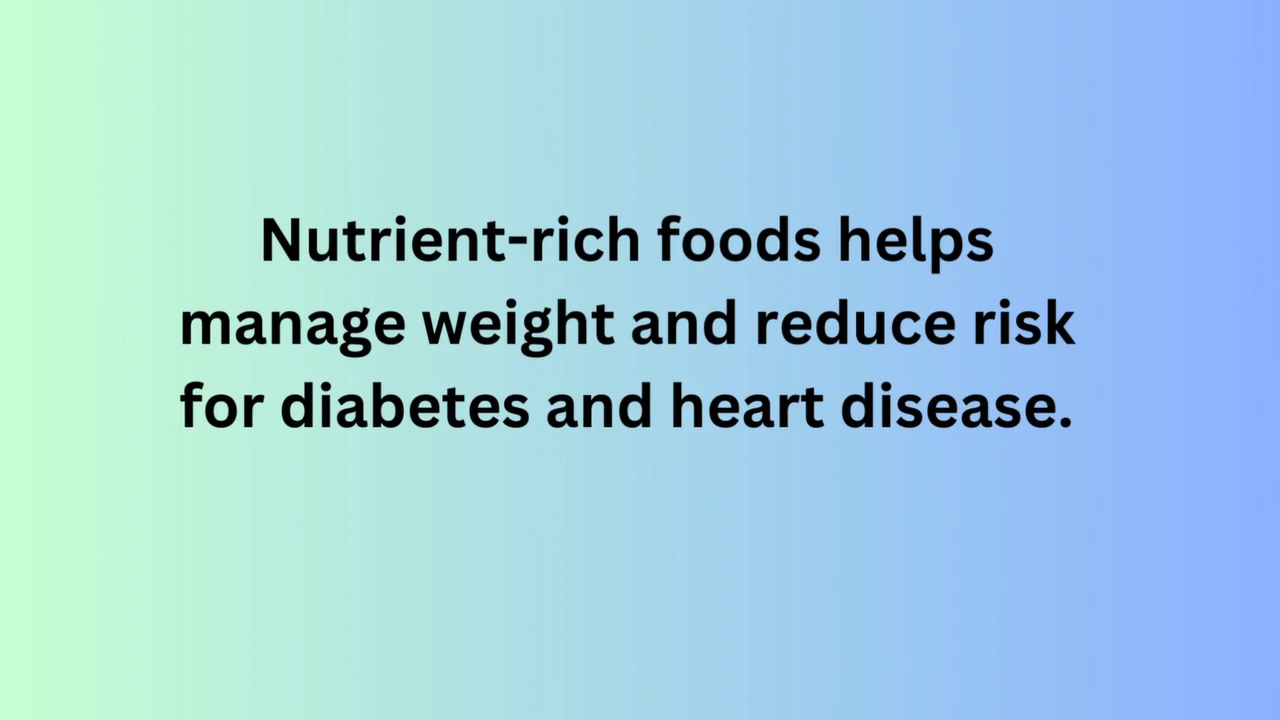 Nutrient-rich foods helps
manage weight and reduce risk
for diabetes and heart disease.